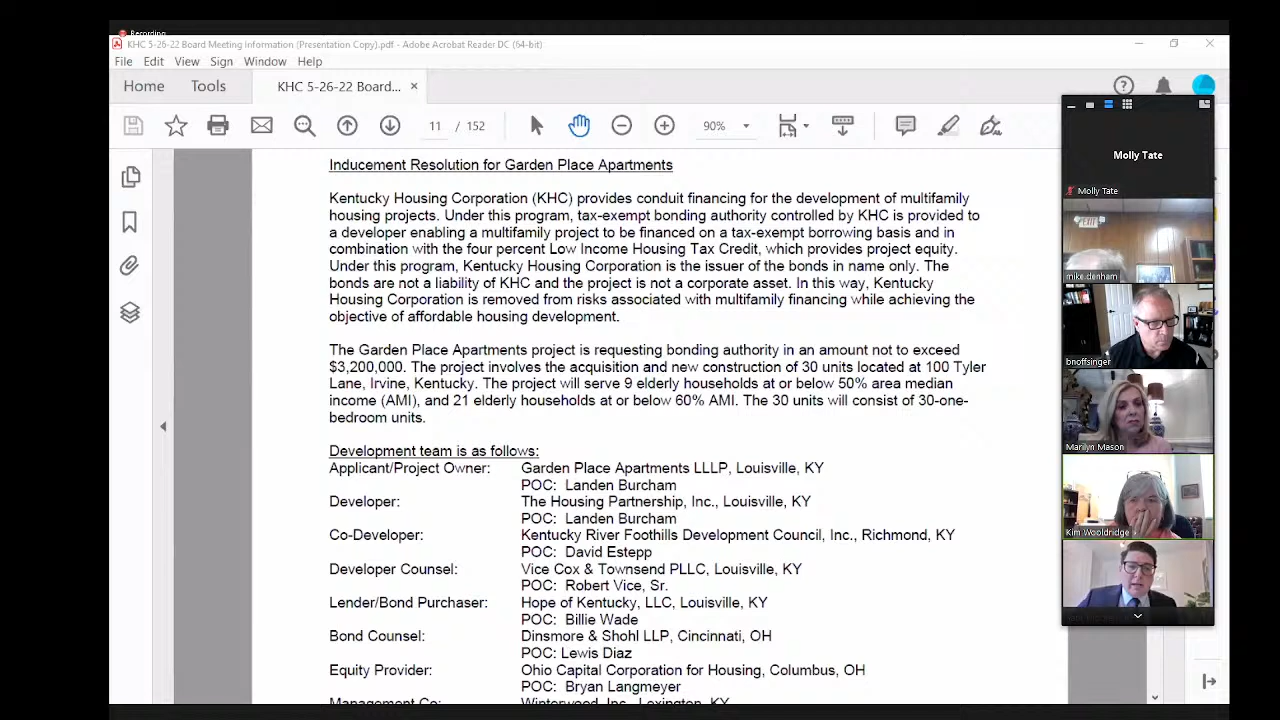 Recording
KHC 5-26-22 Board Meeting Information (Presentation Copy).pdf - Adobe Acrobat Reader DC (64-bit)
File Edit View Sign Window Help
Home Tools KHC 5-26-22 Board... ×
11 / 152 90%
Inducement Resolution for Garden Place Apartments
Kentucky Housing Corporation (KHC) provides conduit financing for the development of multifamily
housing projects. Under this program, tax-exempt bonding authority controlled by KHC is provided to
a developer enabling a multifamily project to be financed on a tax-exempt borrowing basis and in
combination with the four percent Low Income Housing Tax Credit, which provides project equity.
Under this program, Kentucky Housing Corporation is the issuer of the bonds in name only. The
bonds are not a liability of KHC and the project is not a corporate asset. In this way, Kentucky
Housing Corporation is removed from risks associated with multifamily financing while achieving the
objective of affordable housing development.
The Garden Place Apartments project is requesting bonding authority in an amount not to exceed
$3,200,000. The project involves the acquisition and new construction of 30 units located at 100 Tyler
Lane, Irvine, Kentucky. The project will serve 9 elderly households at or below 50% area median
income (AMI), and 21 elderly households at or below 60% AMI. The 30 units will consist of 30-one-
bedroom units.
Development team is as follows:
Applicant/Project Owner: Garden Place Apartments LLLP, Louisville, KY
POC: Landen Burcham
Developer: The Housing Partnership, Inc., Louisville, KY
POC: Landen Burcham
Co-Developer: Kentucky River Foothills Development Council, Inc., Richmond, KY
POC: David Estepp
Developer Counsel: Vice Cox & Townsend PLLC, Louisville, KY
POC: Robert Vice, Sr.
Lender/Bond Purchaser: Hope of Kentucky, LLC, Louisville, KY
POC: Billie Wade
Bond Counsel: Dinsmore & Shohl LLP, Cincinnati, OH
POC: Lewis Diaz
Equity Provider: Ohio Capital Corporation for Housing, Columbus, OH
POC: Bryan Langmeyer
Management Co: Winterwood, Inc., Lexington, KY
Molly Tate
Molly Tate
EXIT
mike.denham
bnoffsinger
Marilyn Mason
Kim Wooldridge